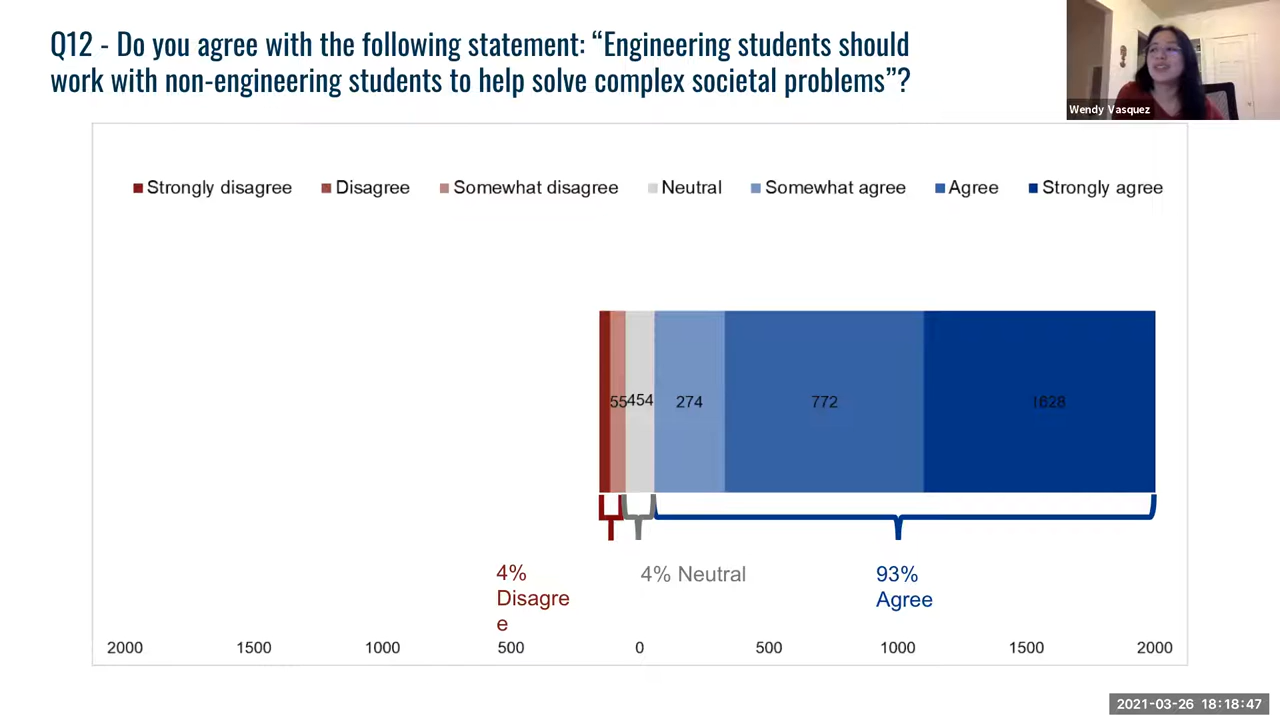 Q12 - Do you agree with the following statement: “Engineering students should
work with non-engineering students to help solve complex societal problems”?
Wendy Vasquez
Strongly disagree Disagree Somewhat disagree Neutral Somewhat agree Agree Strongly agree
55 454 274 772 1628
4% Neutral
4%
Disagre
e
93%
Agree
2000 1500 1000 500 0 500 1000 1500 2000
2021-03-26 18:18:47